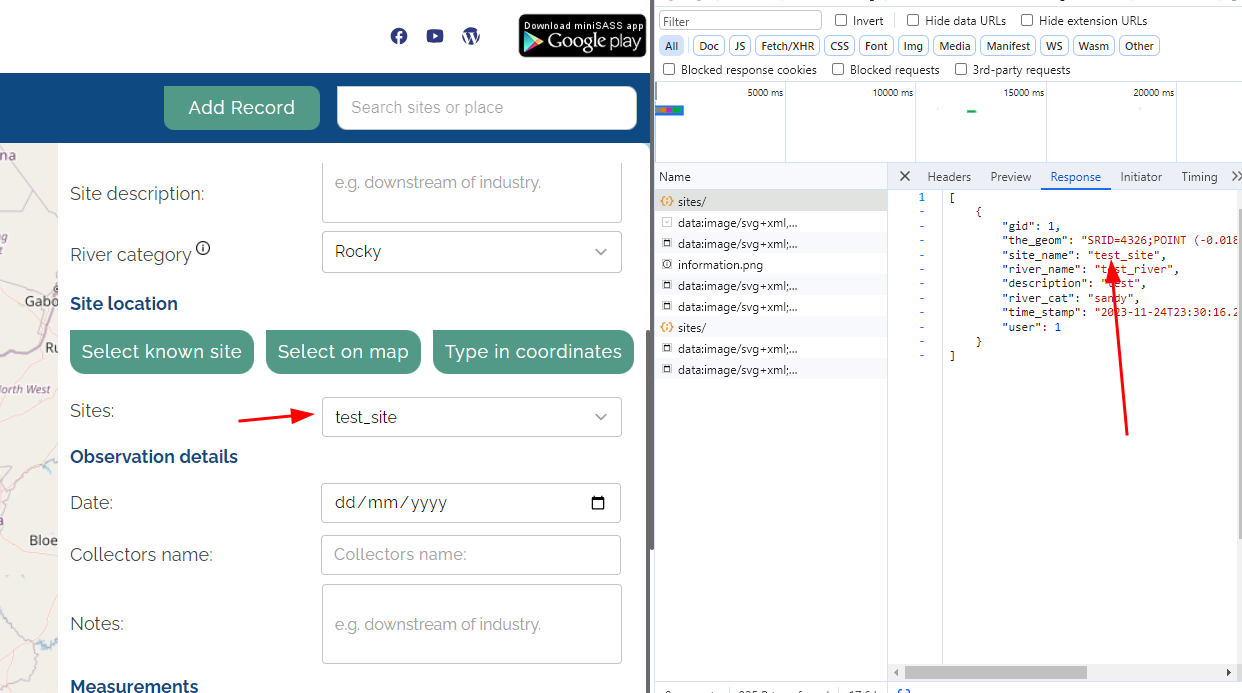 Download miniSASS app
Google play
Add Record
Search sites or place
Site description:
e.g. downstream of industry.
River category
Rocky
Site location
Select known site
Select on map
Type in coordinates
Sites:
test_site
Observation details
Date:
dd/mm/yyyy
Collectors name:
Collectors name:
Notes:
e.g. downstream of industry.
Measurements
na
Gabo
Ru
orth West
Bloe
Filter
Invert
Hide data URLs
Hide extension URLs
All
Doc
JS
Fetch/XHR
CSS
Font
Img
Media
Manifest
WS
Wasm
Other
Blocked response cookies
Blocked requests
3rd-party requests
5000 ms
10000 ms
15000 ms
20000 ms
Name
sites/
data:image/svg+xml,...
data:image/svg+xml;...
information.png
data:image/svg+xml;...
data:image/svg+xml;...
sites/
data:image/svg+xml;...
data:image/svg+xml;...
Headers
Preview
Response
Initiator
Timing
1
[
{
"gid": 1,
"the_geom": "SRID=4326;POINT (-0.018
"site_name": "test_site",
"river_name": "test_river",
"description": "test",
"river_cat": "sandy",
"time_stamp": "2023-11-24T23:30:16.2
"user": 1
}
]